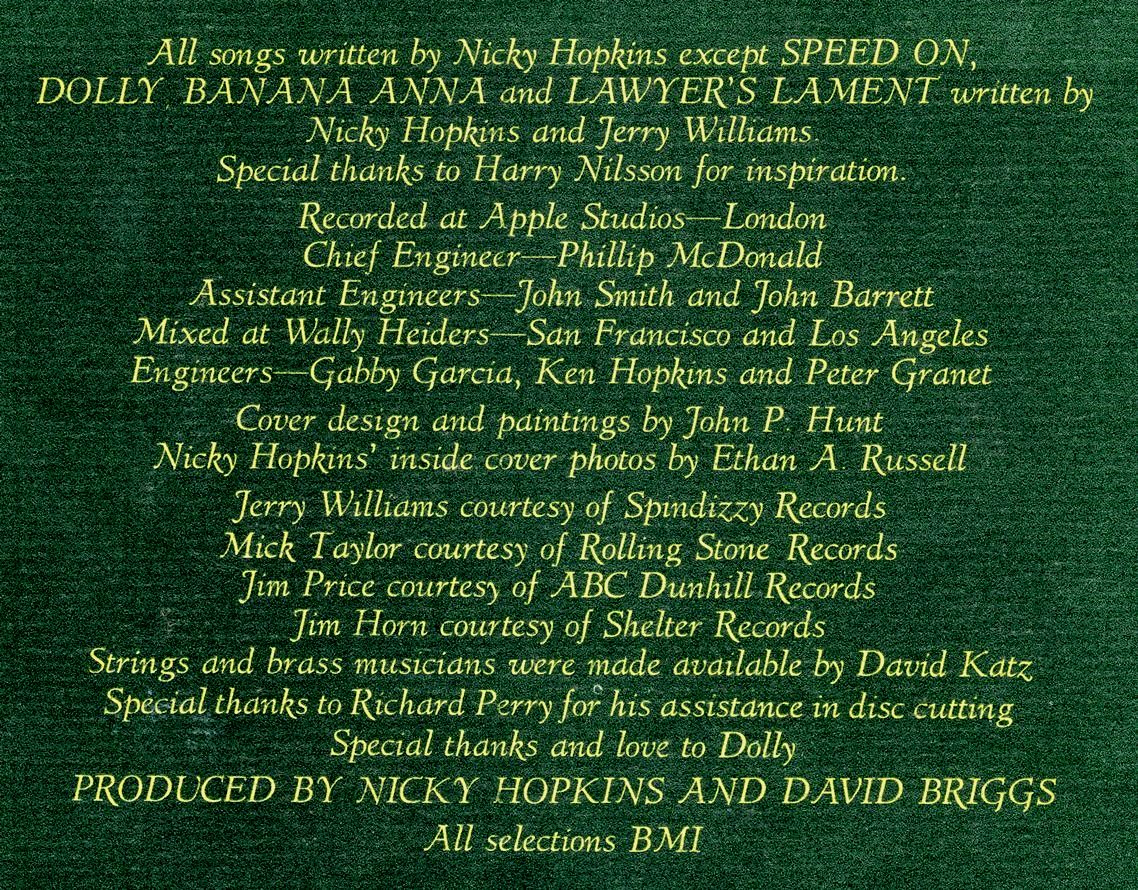 All songs written by Nicky Hopkins except SPEED ON,
DOLLY, BANANA ANNA and LAWYER'S LAMENT written by
Nicky Hopkins and Jerry Williams.
Special thanks to Harry Nilsson for inspiration.
Recorded at Apple Studios—London
Chief Engineer—Phillip McDonald
Assistant Engineers—John Smith and John Barrett
Mixed at Wally Heiders—San Francisco and Los Angeles
Engineers—Gabby Garcia, Ken Hopkins and Peter Granet
Cover design and paintings by John P. Hunt
Nicky Hopkins' inside cover photos by Ethan A. Russell
Jerry Williams courtesy of Spindizzy Records
Mick Taylor courtesy of Rolling Stone Records
Jim Price courtesy of ABC Dunhill Records
Jim Horn courtesy of Shelter Records
Strings and brass musicians were made available by David Katz
Special thanks to Richard Perry for his assistance in disc cutting
Special thanks and love to Dolly
PRODUCED BY NICKY HOPKINS AND DAVID BRIGGS
All selections BMI